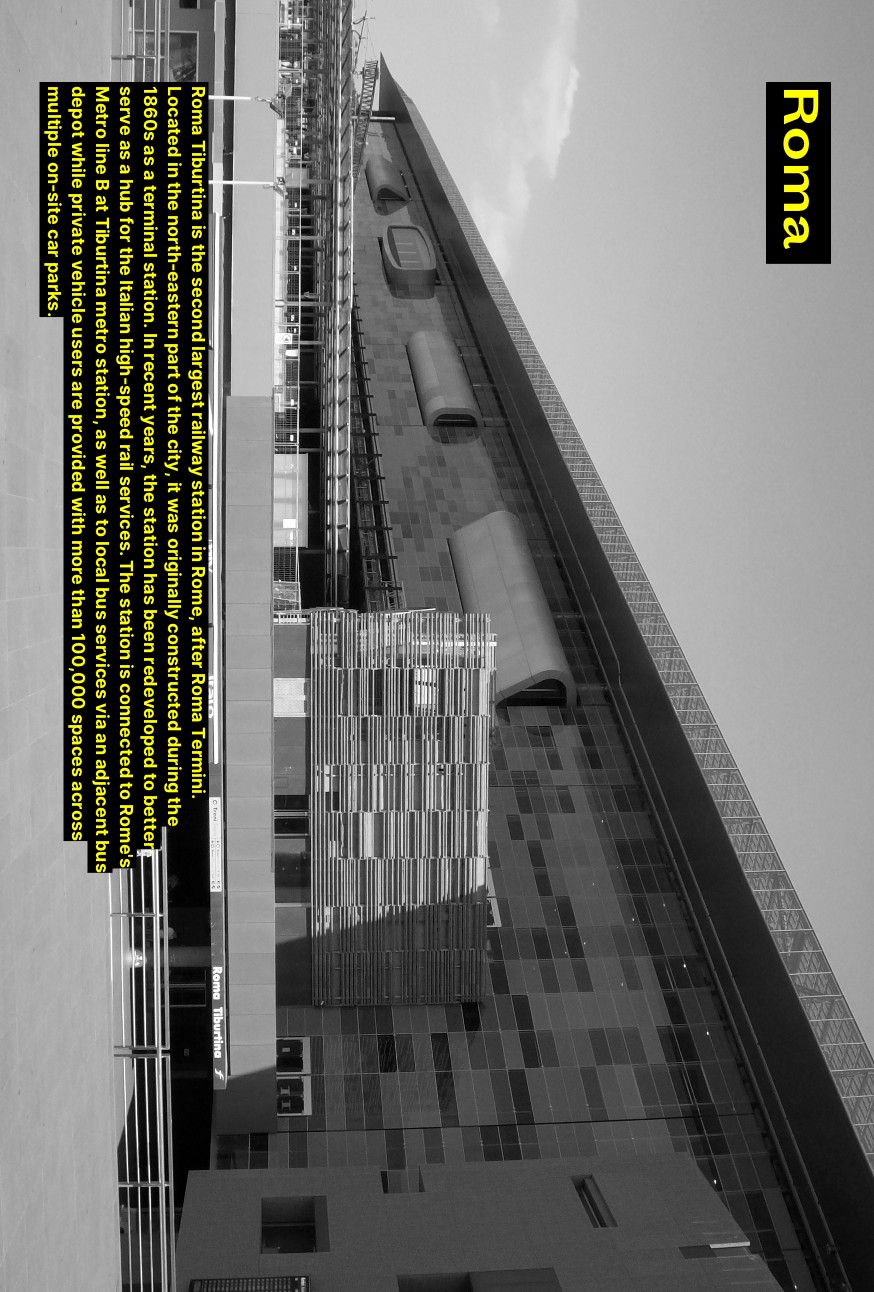 Roma
Roma Tiburtina is the second largest railway station in Rome, after Roma Termini.
Located in the north-eastern part of the city, it was originally constructed during the
1860s as a terminal station. In recent years, the station has been redeveloped to better
serve as a hub for the Italian high-speed rail services. The station is connected to Rome's
Metro line B at Tiburtina metro station, as well as to local bus services via an adjacent bus
depot while private vehicle users are provided with more than 100,000 spaces across
multiple on-site car parks.
Roma Tiburtina